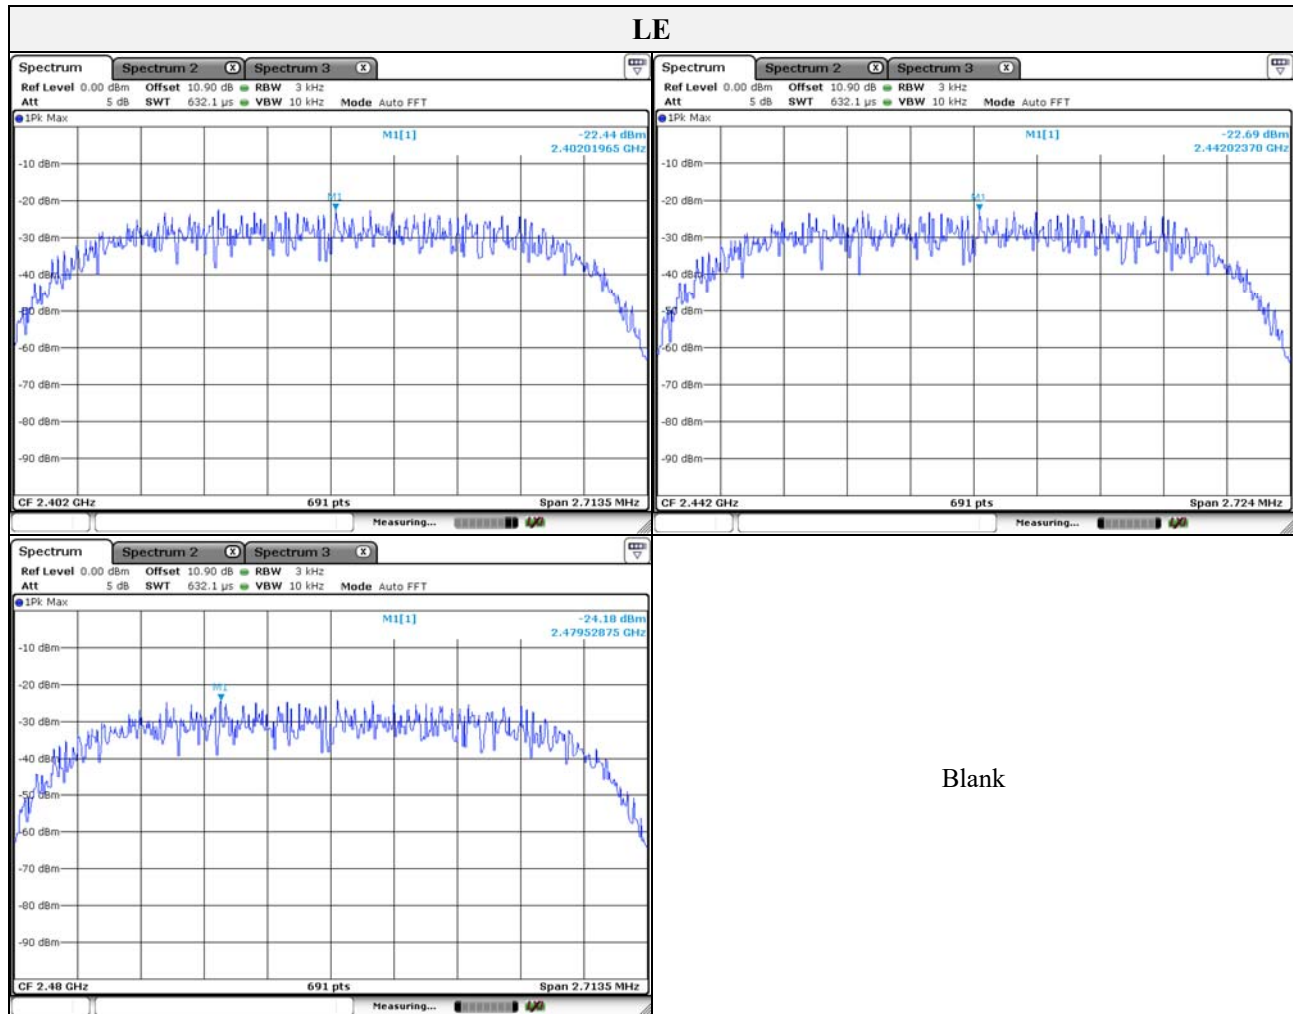 LE
Spectrum Spectrum 2 X Spectrum 3 X
Ref Level 0.00 dBm Offset 10.90 dB RBW 3 kHz
Att 5 dB SWT 632.1 µs VBW 10 kHz Mode Auto FFT
1Pk Max
M1[1] -22.44 dBm
2.40201965 GHz
M1
-10 dBm
-20 dBm
-30 dBm
-40 dBm
-50 dBm
-60 dBm
-70 dBm
-80 dBm
-90 dBm
CF 2.402 GHz 691 pts Span 2.7135 MHz
Measuring...
Spectrum Spectrum 2 X Spectrum 3 X
Ref Level 0.00 dBm Offset 10.90 dB RBW 3 kHz
Att 5 dB SWT 632.1 µs VBW 10 kHz Mode Auto FFT
1Pk Max
M1[1] -22.69 dBm
2.44202370 GHz
M1
-10 dBm
-20 dBm
-30 dBm
-40 dBm
-50 dBm
-60 dBm
-70 dBm
-80 dBm
-90 dBm
CF 2.442 GHz 691 pts Span 2.724 MHz
Measuring...
Spectrum Spectrum 2 X Spectrum 3 X
Ref Level 0.00 dBm Offset 10.90 dB RBW 3 kHz
Att 5 dB SWT 632.1 µs VBW 10 kHz Mode Auto FFT
1Pk Max
M1[1] -24.18 dBm
2.47952875 GHz
M1
-10 dBm
-20 dBm
-30 dBm
-40 dBm
-50 dBm
-60 dBm
-70 dBm
-80 dBm
-90 dBm
CF 2.48 GHz 691 pts Span 2.7135 MHz
Measuring...
Blank